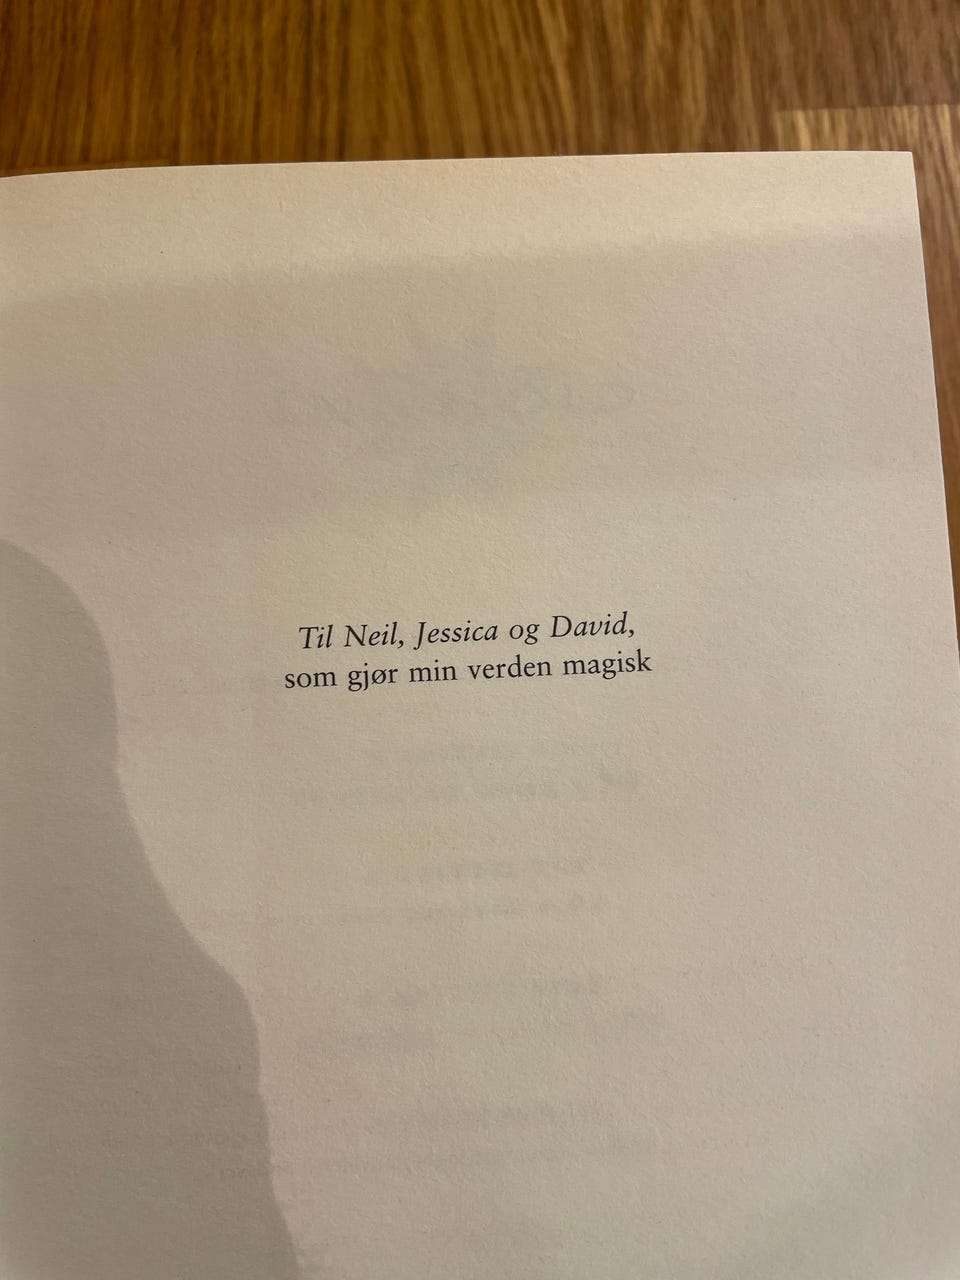 Til Neil, Jessica og David,
som gjør min verden magisk